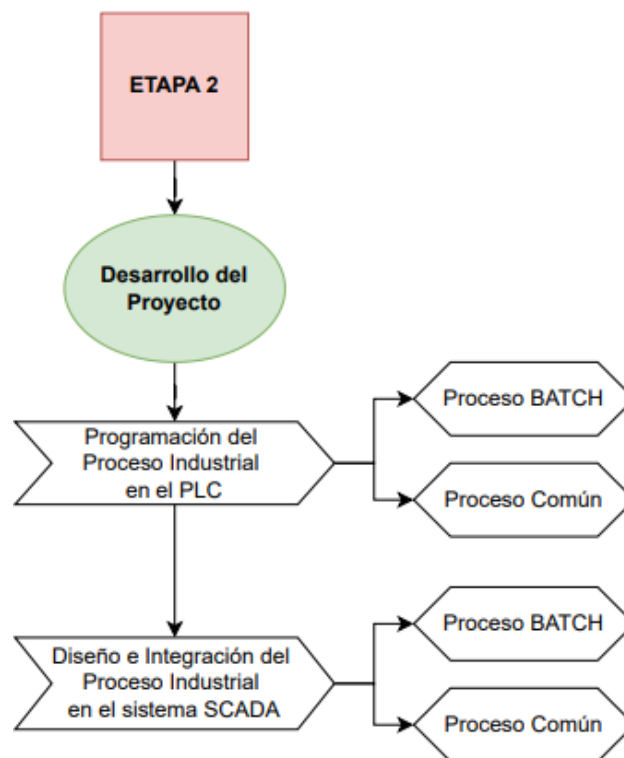 ETAPA 2
Desarrollo del
Proyecto
Programación del
Proceso Industrial
en el PLC
Proceso BATCH
Proceso Común
Diseño e Integración del
Proceso Industrial
en el sistema SCADA
Proceso BATCH
Proceso Común